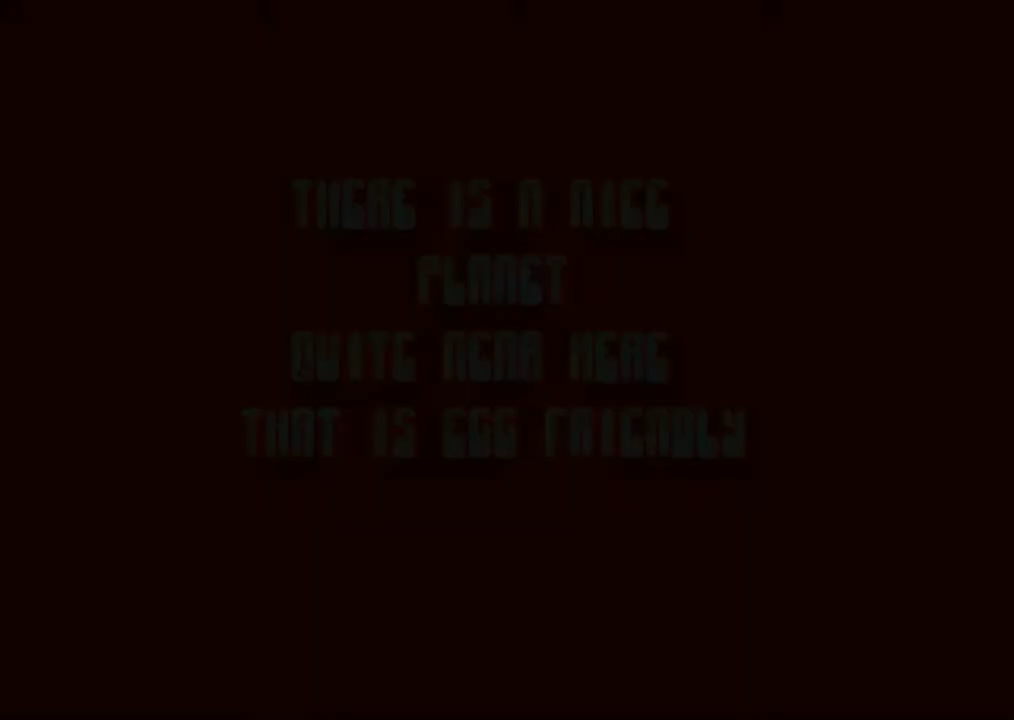 THERE IS A NICE
PLANET
QUITE NEAR HERE
THAT IS EGG FRIENDLY